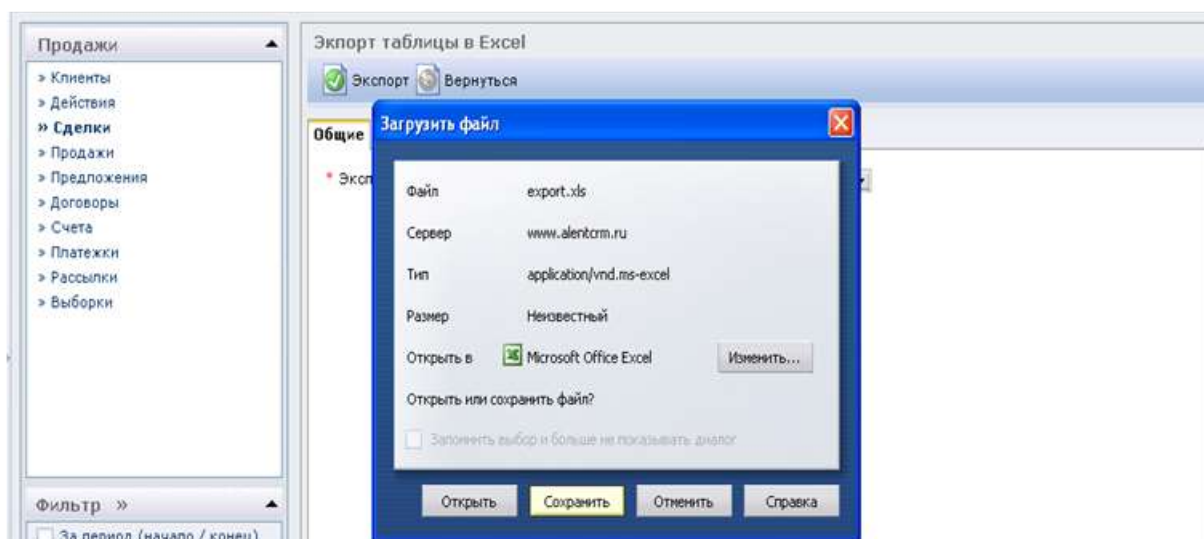 Продажи
» Клиенты
» Действия
» Сделки
» Продажи
» Предложения
» Договоры
» Счета
» Платежки
» Рассылки
» Выборки
Фильтр »
За период (начало / конец)
Экпорт таблицы в Excel
Экспорт Вернуться
Общие
* Эксп
Загрузить файл
Файл export.xls
Сервер www.alentcrm.ru
Тип application/vnd.ms-excel
Размер Неизвестный
Открыть в Microsoft Office Excel Изменить...
Открыть или сохранить файл?
Запомнить выбор и больше не показывать диалог
Открыть Сохранить Отменить Справка